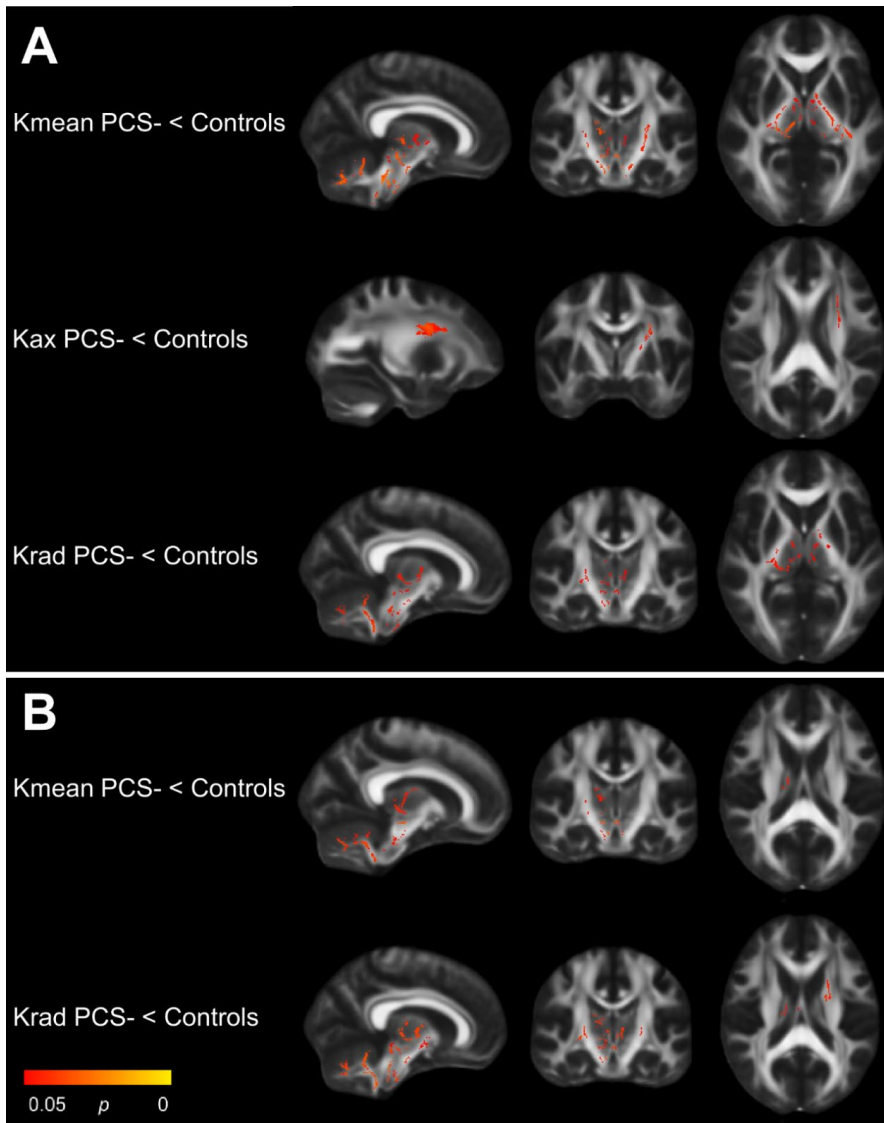 A
Kmean PCS- < Controls
Kax PCS- < Controls
Krad PCS- < Controls
B
Kmean PCS- < Controls
Krad PCS- < Controls
0.05 p 0